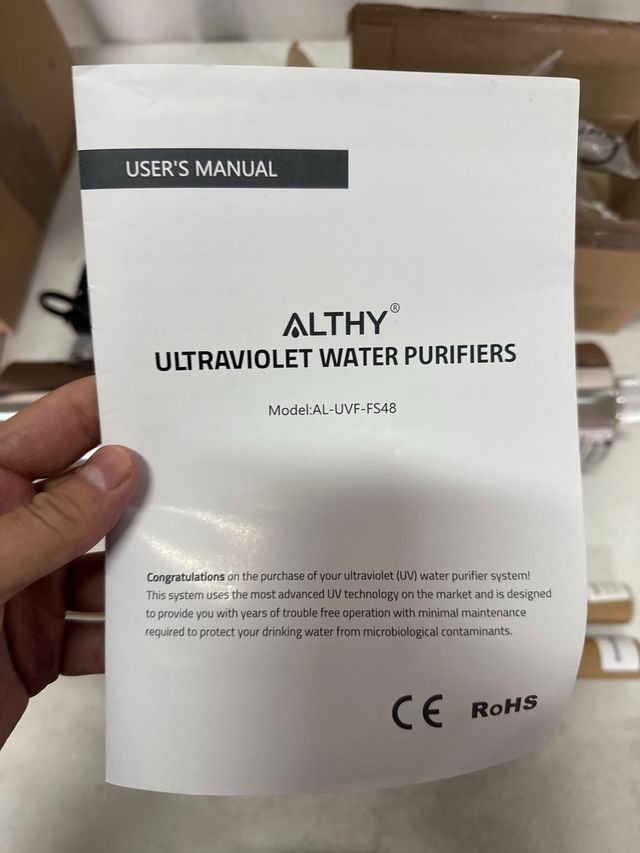 USER'S MANUAL
ALTHY®
ULTRAVIOLET WATER PURIFIERS
Model:AL-UVF-FS48
Congratulations on the purchase of your ultraviolet (UV) water purifier system!
This system uses the most advanced UV technology on the market and is designed
to provide you with years of trouble free operation with minimal maintenance
required to protect your drinking water from microbiological contaminants.
CE RoHS